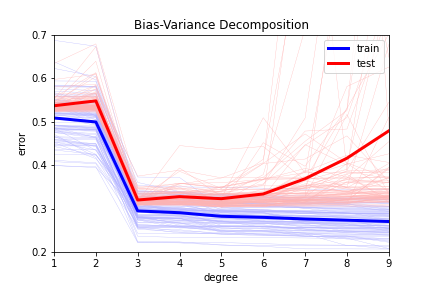 Bias-Variance Decomposition
0.7
0.6
0.5
0.4
0.3
0.2
error
train
test
1 2 3 4 5 6 7 8 9
degree